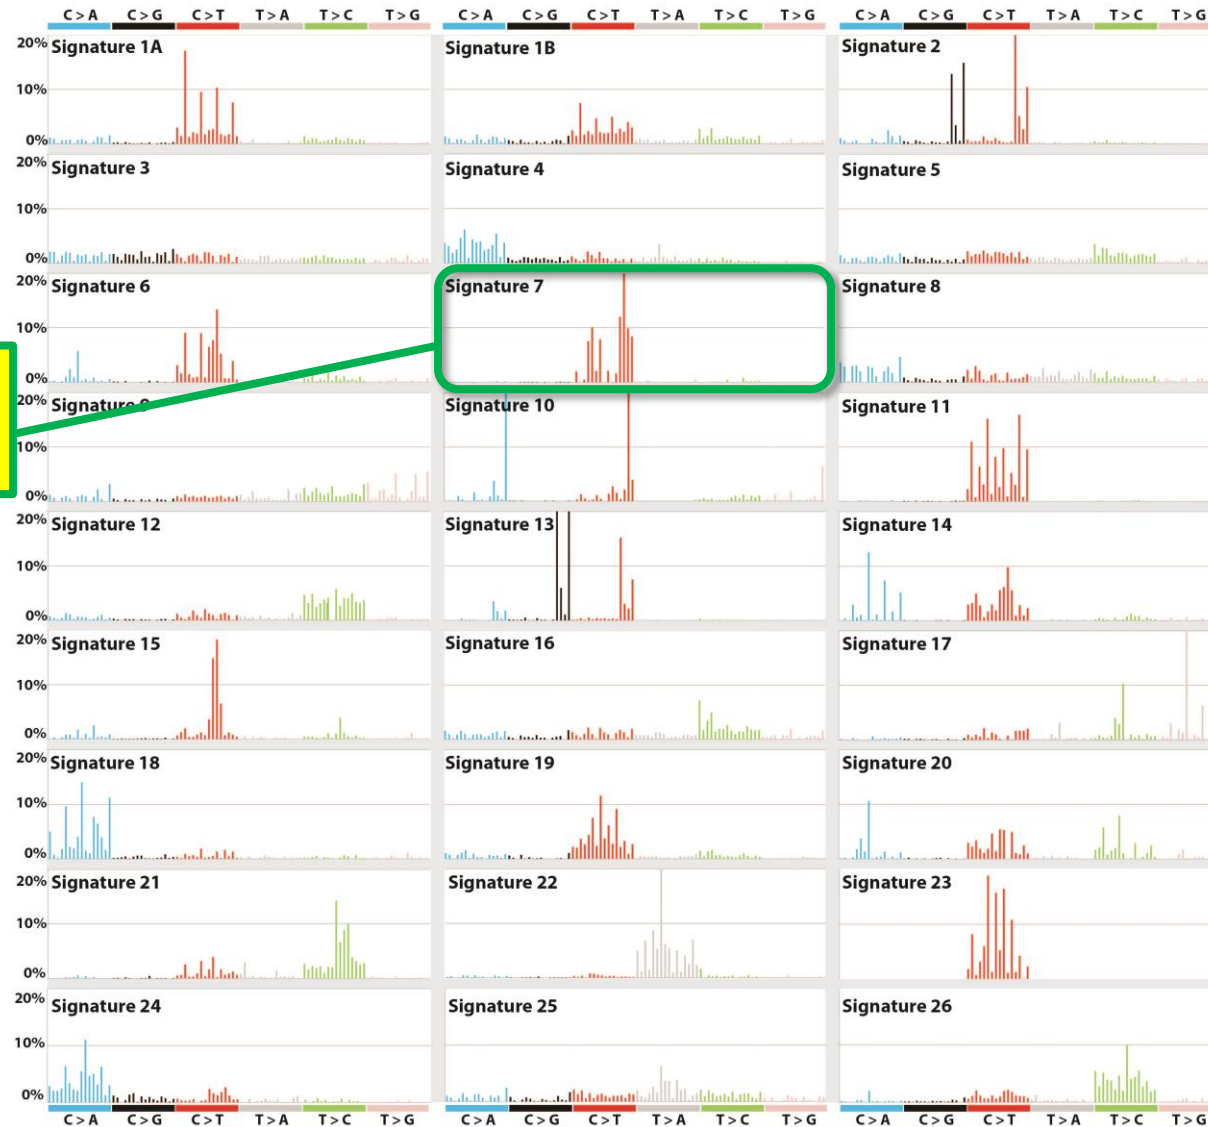 C > A C > G C > T T > A T > C T > G C > A C > G C > T T > A T > C T > G C > A C > G C > T T > A T > C T > G
20% Signature 1A Signature 1B Signature 2
10%
0%
20% Signature 3 Signature 4 Signature 5
10%
0%
20% Signature 6 Signature 7 Signature 8
10%
0%
20% Signature 9 Signature 10 Signature 11
10%
0%
20% Signature 12 Signature 13 Signature 14
10%
0%
20% Signature 15 Signature 16 Signature 17
10%
0%
20% Signature 18 Signature 19 Signature 20
10%
0%
20% Signature 21 Signature 22 Signature 23
10%
0%
20% Signature 24 Signature 25 Signature 26
10%
0%
C > A C > G C > T T > A T > C T > G C > A C > G C > T T > A T > C T > G C > A C > G C > T T > A T > C T > G